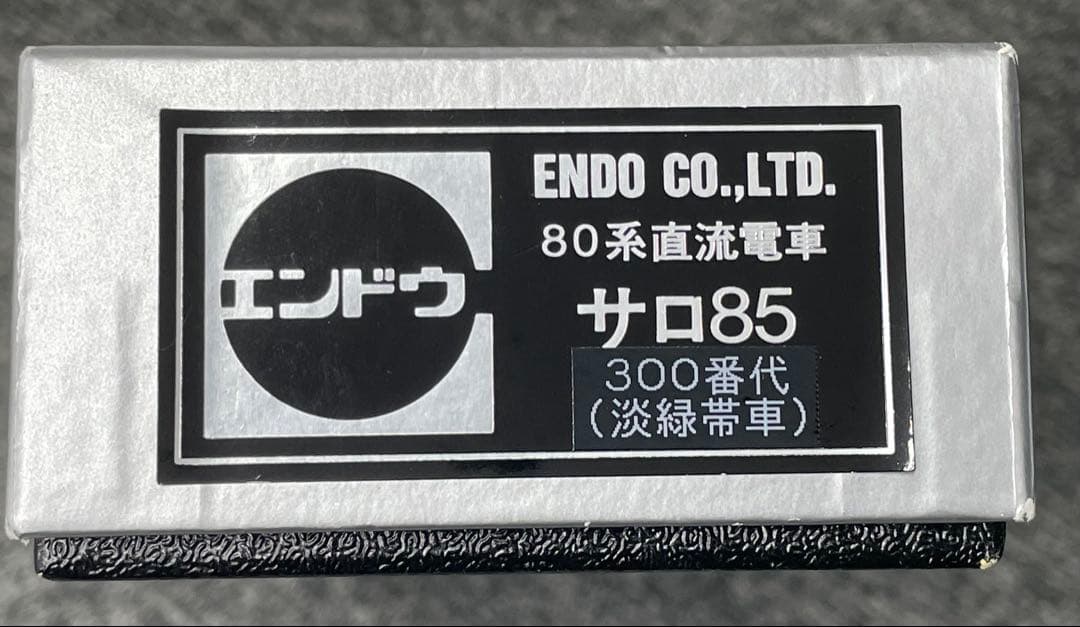 エンドウ
ENDO CO.,LTD.
80系直流電車
サロ85
300番代
(淡緑帯車)